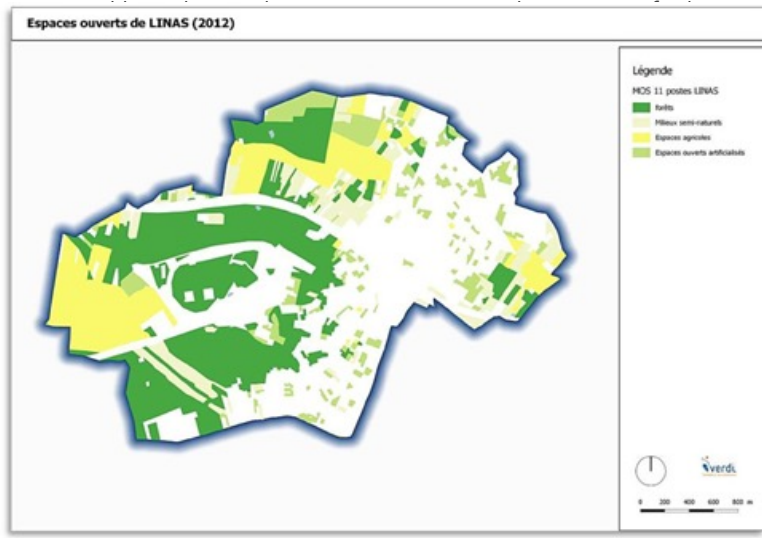 Espaces ouverts de LINAS (2012)
Légende
MOS 11 postes LINAS
forêts
Milieux semi-naturels
Espaces agricoles
Espaces ouverts artificialisés
verdi
0 200 400 600 800 m